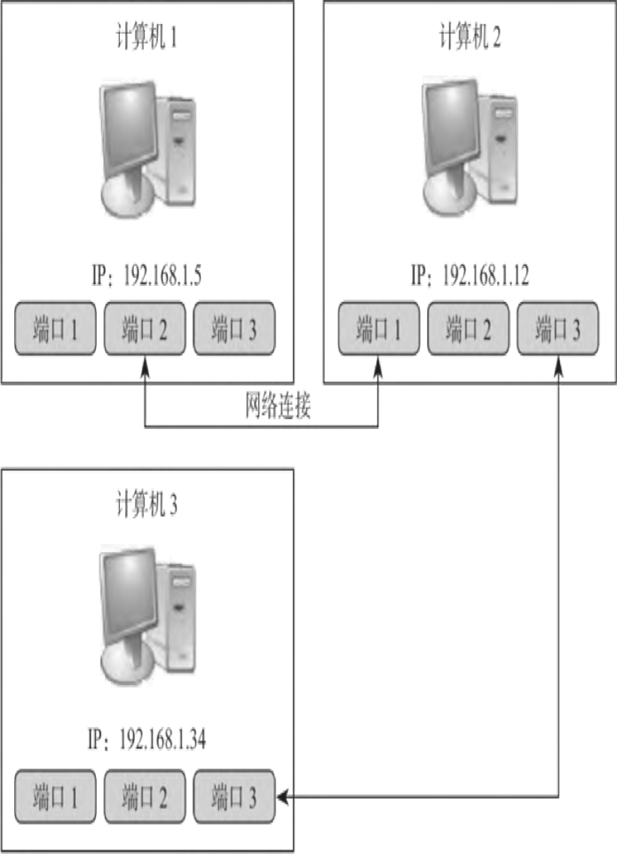 计算机 1
IP：192.168.1.5
端口 1
端口 2
端口 3
计算机 2
IP：192.168.1.12
端口 1
端口 2
端口 3
网络连接
计算机 3
IP：192.168.1.34
端口 1
端口 2
端口 3